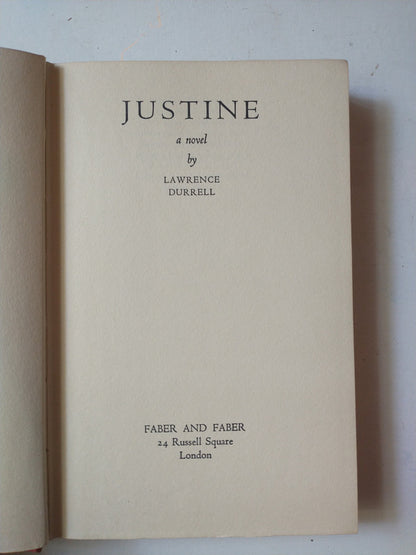 JUSTINE
a novel
by
LAWRENCE
DURRELL
FABER AND FABER
24 Russell Square
London